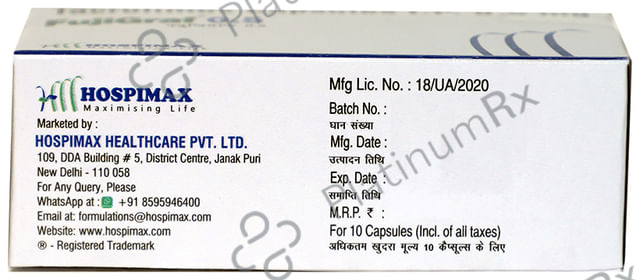 HOSPIMAX
Maximising Life
Marketed by :
HOSPIMAX HEALTHCARE PVT. LTD.
109, DDA Building # 5, District Centre, Janak Puri
New Delhi - 110 058
For Any Query, Please
WhatsApp at : +91 8595946400
Email at: formulations@hospimax.com
Website: www.hospimax.com
® - Registered Trademark
Mfg Lic. No. : 18/UA/2020
Batch No. :
घान संख्या
Mfg. Date :
उत्पादन तिथि
Exp. Date :
समाप्ति तिथि
M.R.P. ₹ :
For 10 Capsules (Incl. of all taxes)
अधिकतम खुदरा मूल्य 10 कैप्सूल्स के लिए
PlatinumRx